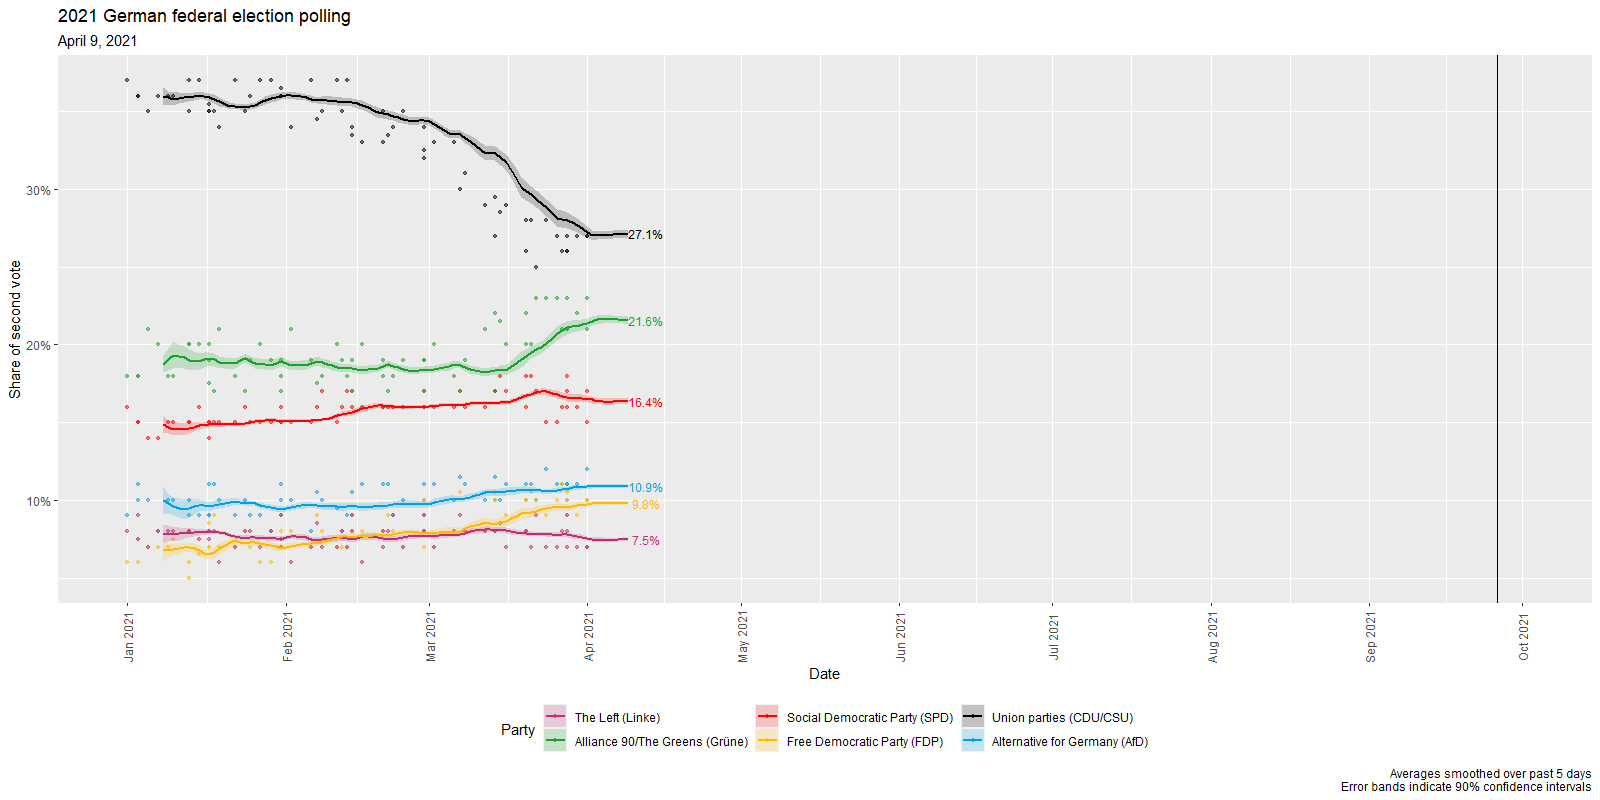 2021 German federal election polling
April 9, 2021
Share of second vote
30%
20%
10%
27.1%
21.6%
16.4%
10.9%
9.8%
7.5%
Jan 2021
Feb 2021
Mar 2021
Apr 2021
May 2021
Jun 2021
Jul 2021
Aug 2021
Sep 2021
Oct 2021
Date
Party
The Left (Linke)
Social Democratic Party (SPD)
Union parties (CDU/CSU)
Alliance 90/The Greens (Grüne)
Free Democratic Party (FDP)
Alternative for Germany (AfD)
Averages smoothed over past 5 days
Error bands indicate 90% confidence intervals